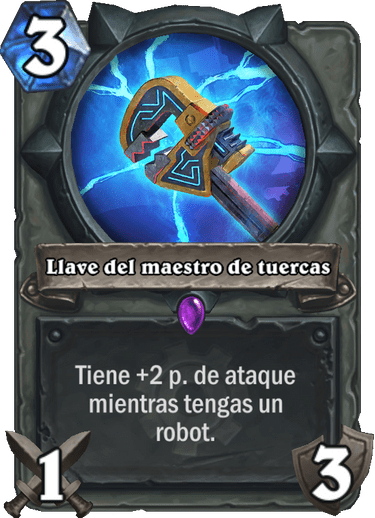 3
Llave del maestro de tuercas
Tiene +2 p. de ataque
mientras tengas un
robot.
1
3